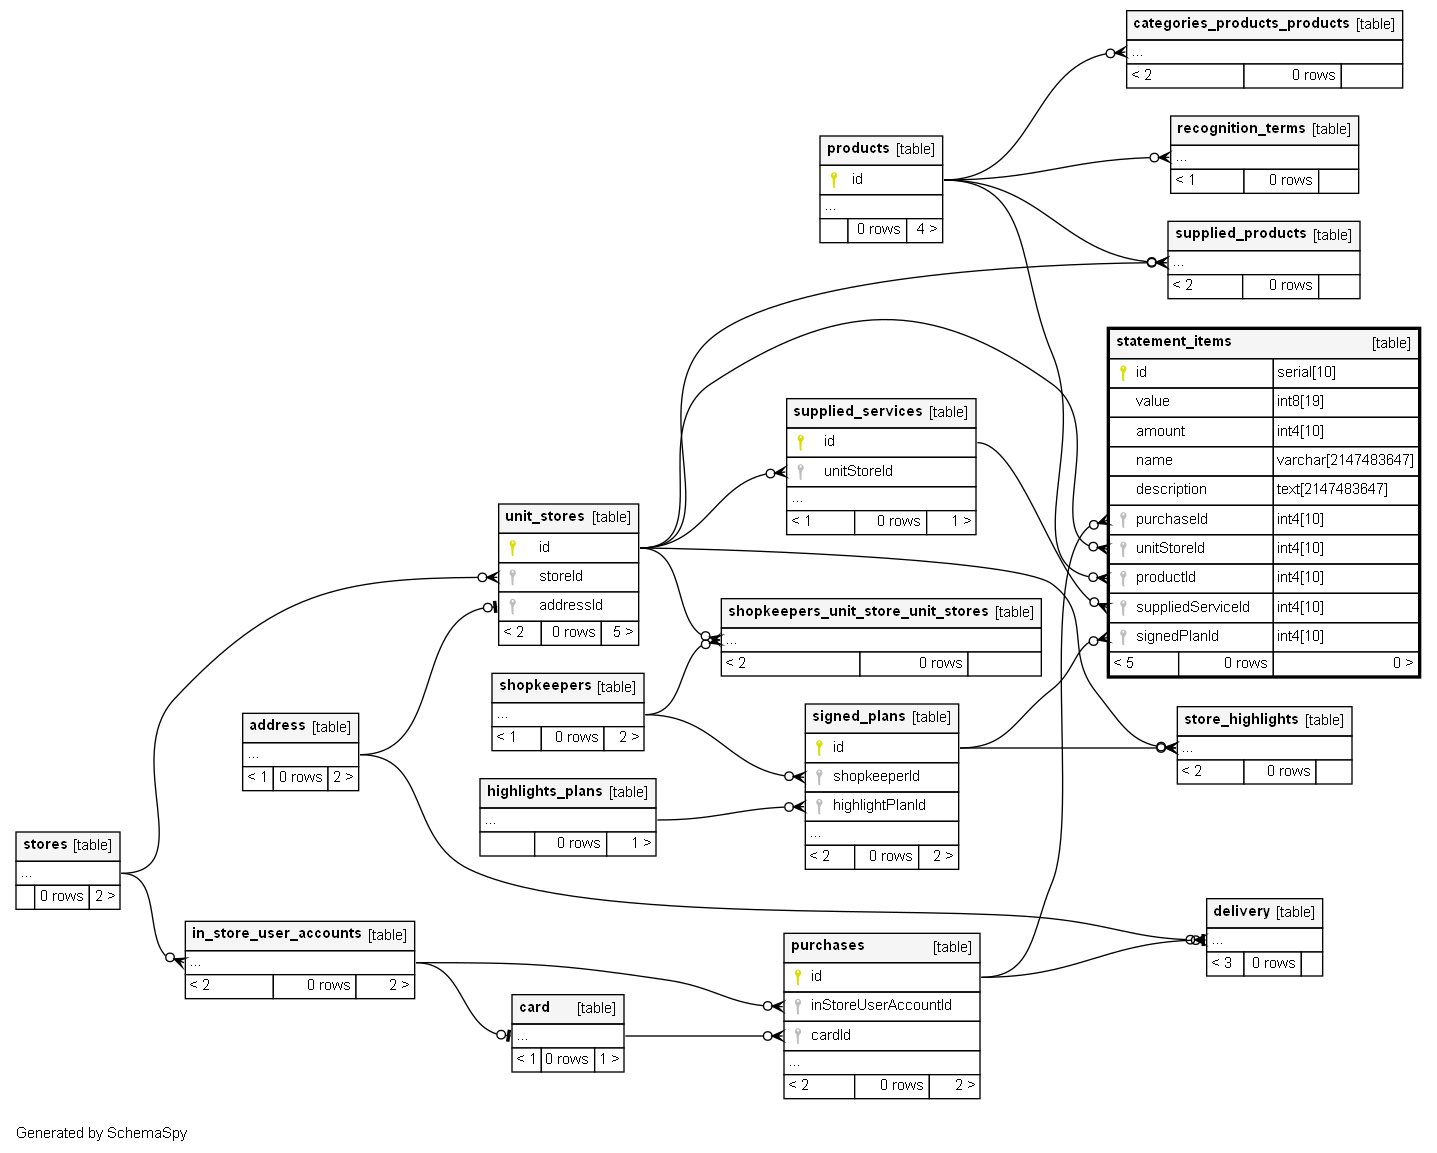 categories_products_products [table]
...
< 2 0 rows
recognition_terms [table]
...
< 1 0 rows
products [table]
id
...
0 rows 4 >
supplied_products [table]
...
< 2 0 rows
statement_items [table]
id serial[10]
value int8[19]
amount int4[10]
name varchar[2147483647]
description text[2147483647]
purchaseId int4[10]
unitStoreId int4[10]
productId int4[10]
suppliedServiceId int4[10]
signedPlanId int4[10]
< 5 0 rows 0 >
supplied_services [table]
id
unitStoreId
...
< 1 0 rows 1 >
unit_stores [table]
id
storeId
addressId
< 2 0 rows 5 >
shopkeepers_unit_store_unit_stores [table]
...
< 2 0 rows
shopkeepers [table]
...
< 1 0 rows 2 >
signed_plans [table]
id
shopkeeperId
highlightPlanId
...
< 2 0 rows 2 >
store_highlights [table]
...
< 2 0 rows
address [table]
...
< 1 0 rows 2 >
highlights_plans [table]
...
0 rows 1 >
stores [table]
...
0 rows 2 >
in_store_user_accounts [table]
...
< 2 0 rows 2 >
delivery [table]
...
< 3 0 rows
purchases [table]
id
inStoreUserAccountId
cardId
...
< 2 0 rows 2 >
card [table]
...
< 1 0 rows 1 >
Generated by SchemaSpy